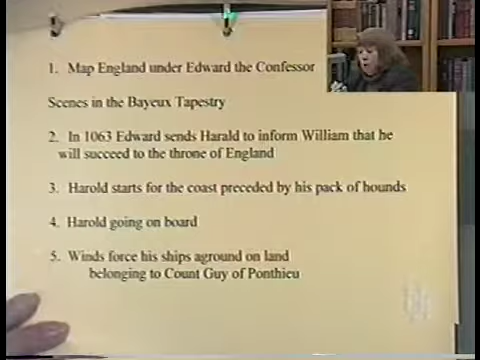 1. Map England under Edward the Confessor
Scenes in the Bayeux Tapestry
2. In 1063 Edward sends Harald to inform William that he
will succeed to the throne of England
3. Harold starts for the coast preceded by his pack of hounds
4. Harold going on board
5. Winds force his ships aground on land
belonging to Count Guy of Ponthieu